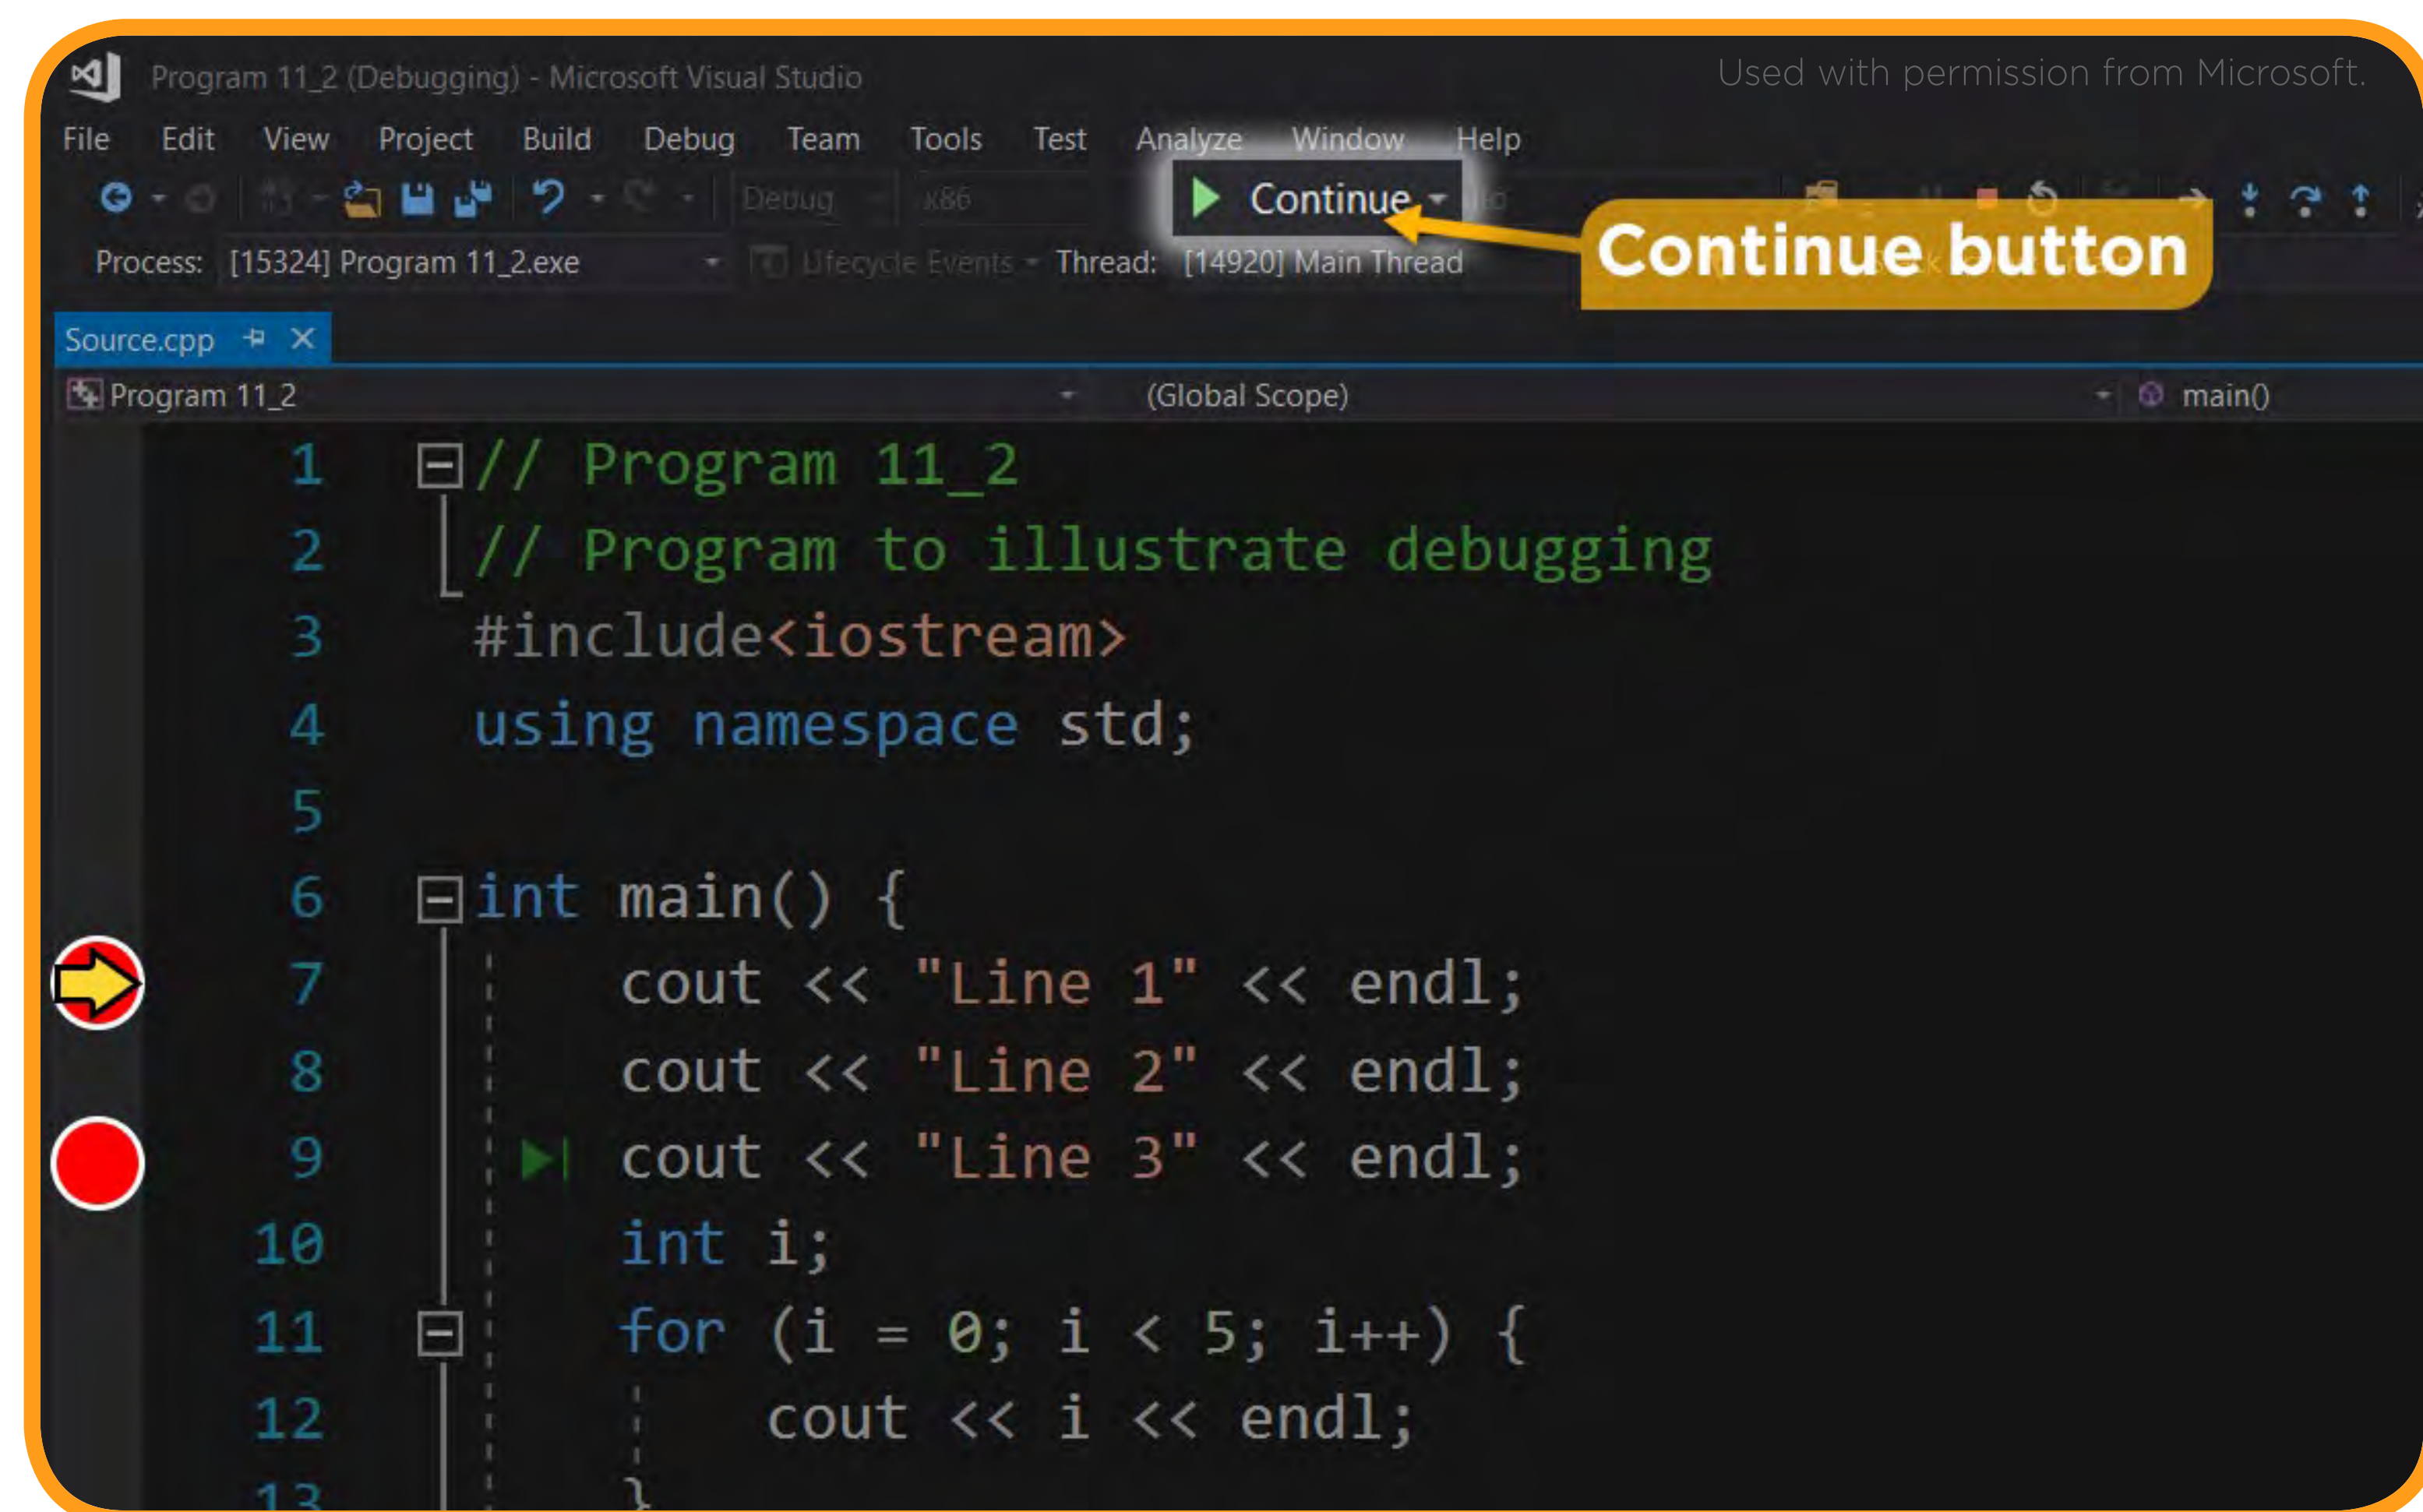 Program 11_2 (Debugging) - Microsoft Visual Studio
Used with permission from Microsoft.
File Edit View Project Build Debug Team Tools Test Analyze Window Help
Debug x86 Continue
Continue button
Process: [15324] Program 11_2.exe Lifecycle Events Thread: [14920] Main Thread
Source.cpp
Program 11_2 (Global Scope) main()
1 // Program 11_2
2 // Program to illustrate debugging
3 #include<iostream>
4 using namespace std;
5
6 int main() {
7 cout << "Line 1" << endl;
8 cout << "Line 2" << endl;
9 cout << "Line 3" << endl;
10 int i;
11 for (i = 0; i < 5; i++) {
12 cout << i << endl;
13 }